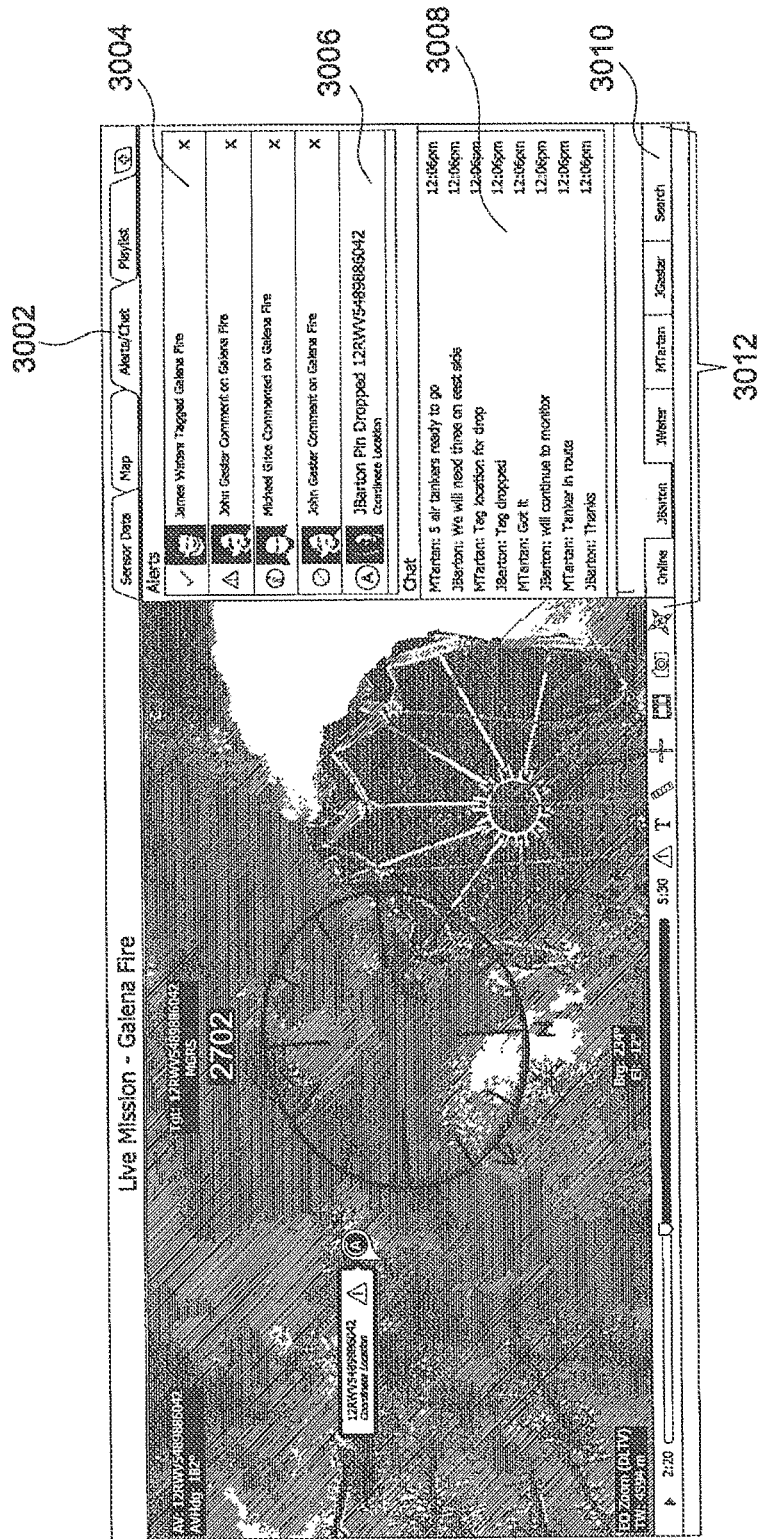 Live Mission - Galena Fire
3002
Sensor Data
Map
Alerts/Chat
Playlist
2702
MGRS
12RWV5489886042
Coordinate Location
A
Alerts
James Waters Tagged Galena Fire X
John Gester Comment on Galena Fire X
Michael Grice Commented on Galena Fire X
John Gester Comment on Galena Fire X
A JBarton Pin Dropped 12RWV5489886042
Coordinate Location
3004
3006
Chat
MTartan: 5 air tankers ready to go 12:06pm
JBarton: We will need three on east side 12:06pm
MTartan: Tag location for drop 12:06pm
JBarton: Tag dropped 12:06pm
MTartan: Got it 12:06pm
JBarton: will continue to monitor 12:06pm
MTartan: Tanker in route 12:06pm
JBarton: Thanks 12:06pm
3008
Online
JBarton
MTartan
JGester
Search
3010
2:20
5:30
T
3012